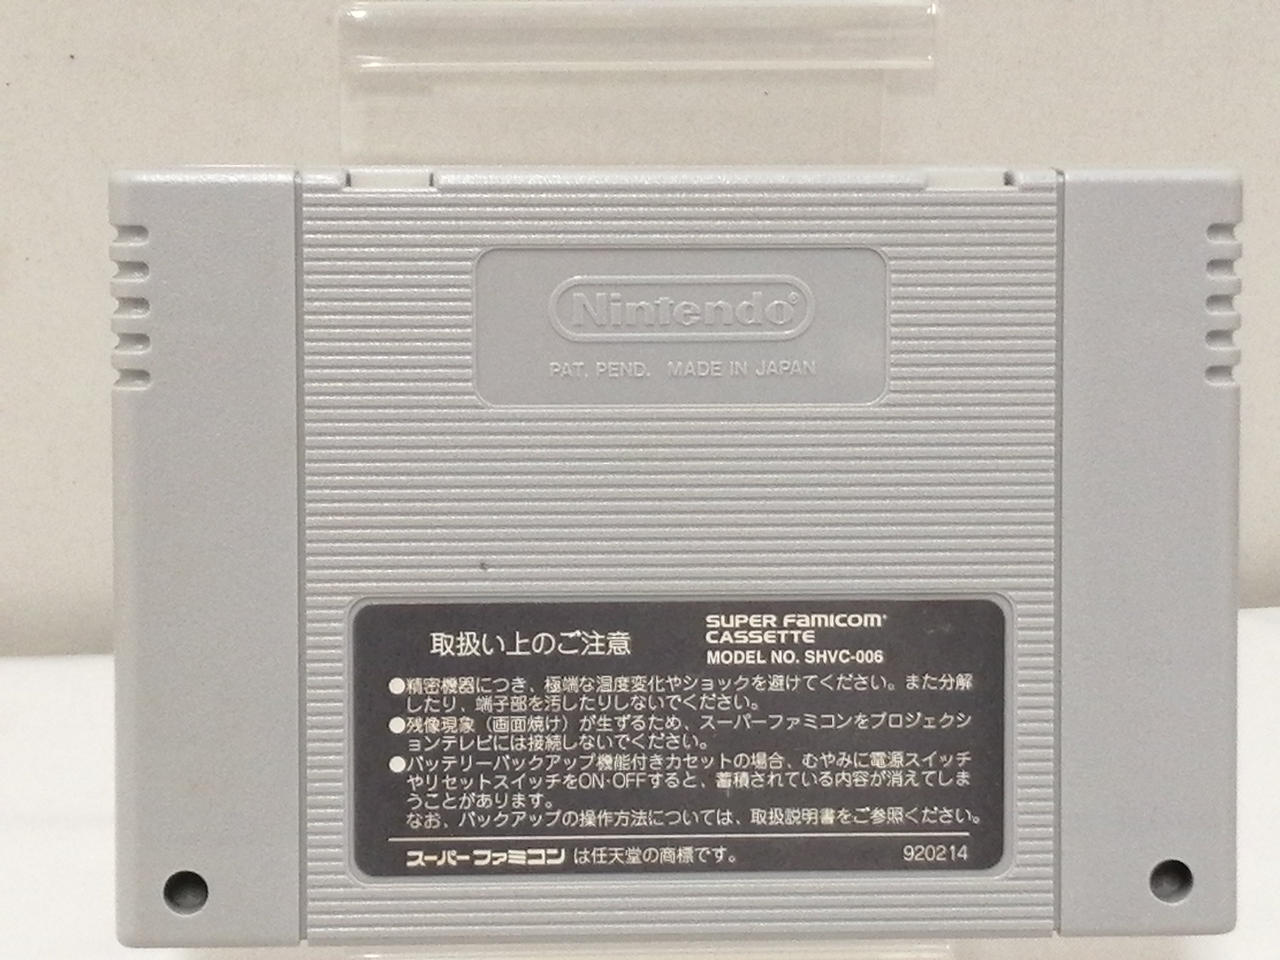 Nintendo®
PAT. PEND. MADE IN JAPAN
取扱い上のご注意
SUPER FAMICOM
CASSETTE
MODEL NO. SHVC-006
●精密機器につき、極端な温度変化やショックを避けてください。また分解
したり、端子部を汚したりしないでください。
●残像現象（画面焼け）が生ずるため、スーパーファミコンをプロジェクシ
ョンテレビには接続しないでください。
●バッテリーバックアップ機能付きカセットの場合、むやみに電源スイッチ
やリセットスイッチをON・OFFすると、蓄積されている内容が消えてしま
うことがあります。
なお、バックアップの操作方法については、取扱説明書をご参照ください。
スーパーファミコン は任天堂の商標です。
920214